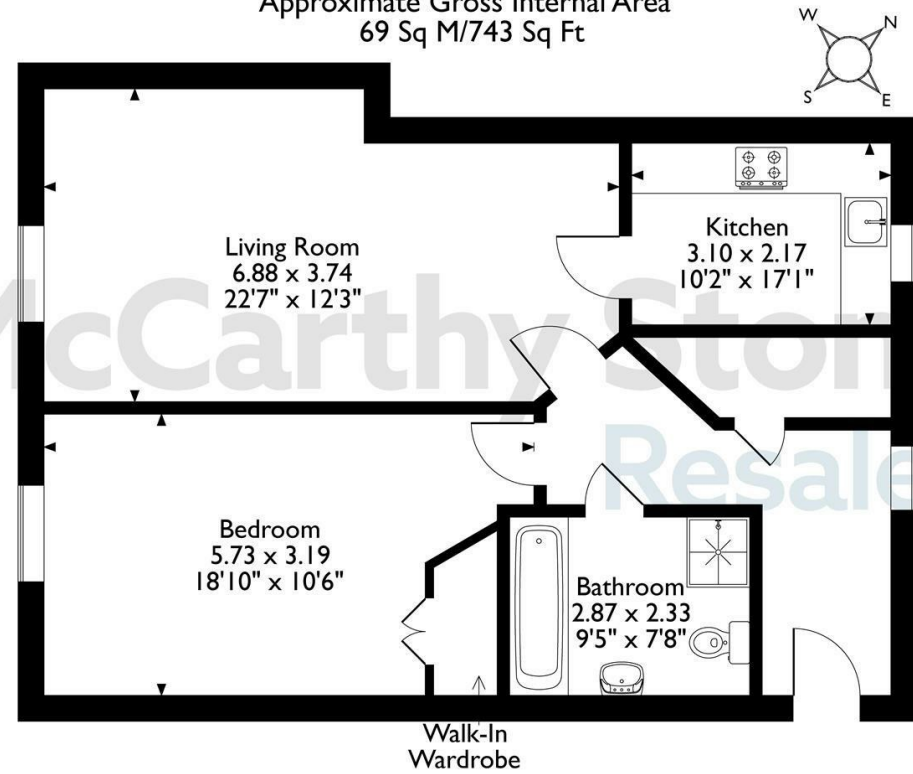 Approximate Gross Internal Area
69 Sq M/743 Sq Ft
W
N
S
E
Living Room
6.88 x 3.74
22'7" x 12'3"
Kitchen
3.10 x 2.17
10'2" x 17'1"
McCarthy Ston
Resale
Bedroom
5.73 x 3.19
18'10" x 10'6"
Bathroom
2.87 x 2.33
9'5" x 7'8"
Walk-In
Wardrobe